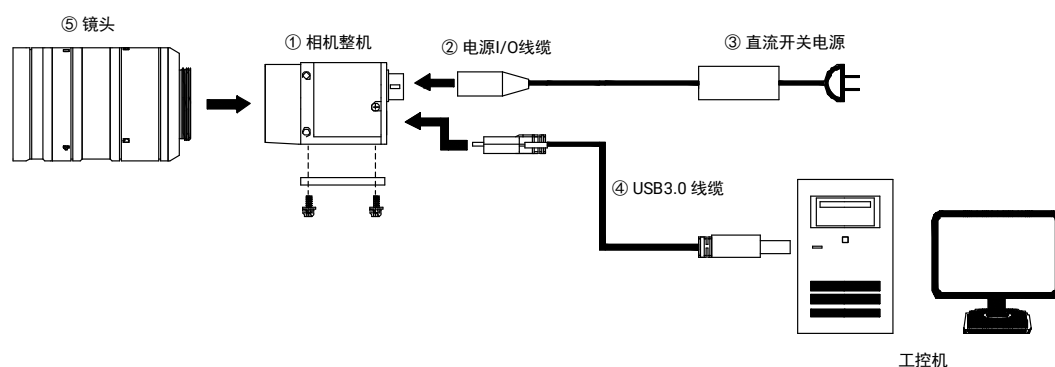 ⑤ 镜头
① 相机整机
② 电源I/O线缆
③ 直流开关电源
④ USB3.0 线缆
工控机